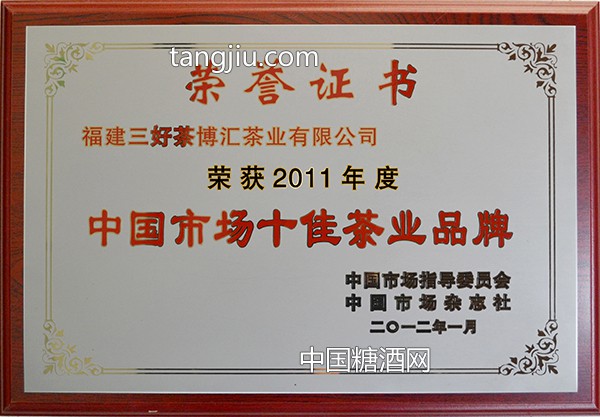 tangjiu.com
荣誉证书
福建三好茶博汇茶业有限公司
荣获2011年度
中国市场十佳茶业品牌
中国市场指导委员会
中国市场杂志社
二〇一二年一月
中国糖酒网